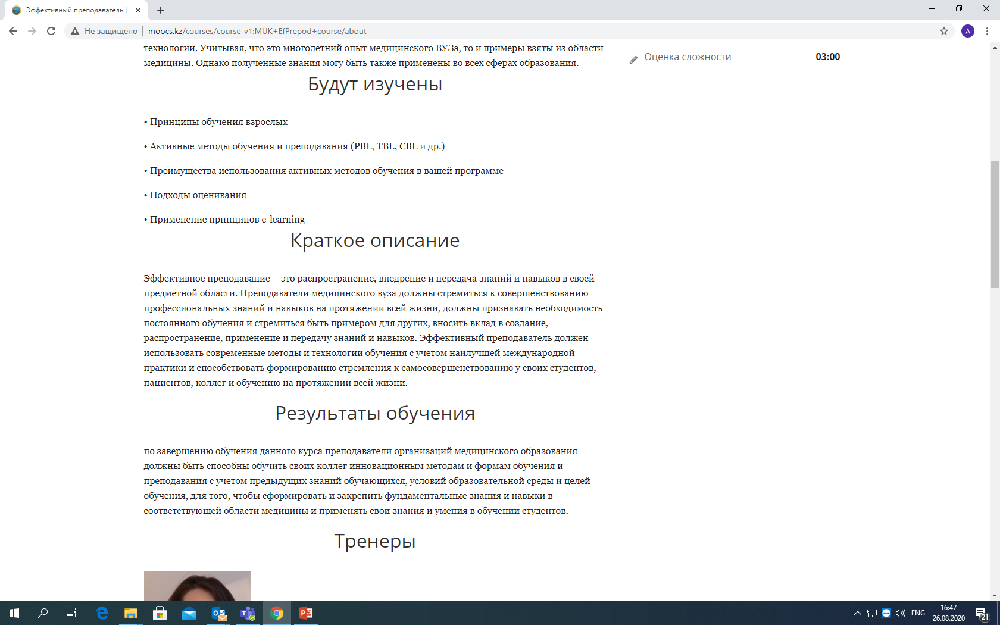 Эффективный преподаватель |
Не защищено
moocs.kz/courses/course-v1:MUK+EfPrepod+course/about
A
технологии. Учитывая, что это многолетний опыт медицинского ВУЗа, то и примеры взяты из области
медицины. Однако полученные знания могу быть также применены во всех сферах образования.
Оценка сложности 03:00
Будут изучены
• Принципы обучения взрослых
• Активные методы обучения и преподавания (PBL, TBL, CBL и др.)
• Преимущества использования активных методов обучения в вашей программе
• Подходы оценивания
• Применение принципов e-learning
Краткое описание
Эффективное преподавание – это распространение, внедрение и передача знаний и навыков в своей
предметной области. Преподаватели медицинского вуза должны стремиться к совершенствованию
профессиональных знаний и навыков на протяжении всей жизни, должны признавать необходимость
постоянного обучения и стремиться быть примером для других, вносить вклад в создание,
распространение, применение и передачу знаний и навыков. Эффективный преподаватель должен
использовать современные методы и технологии обучения с учетом наилучшей международной
практики и способствовать формированию стремления к самосовершенствованию у своих студентов,
пациентов, коллег и обучению на протяжении всей жизни.
Результаты обучения
по завершению обучения данного курса преподаватели организаций медицинского образования
должны быть способны обучить своих коллег инновационным методам и формам обучения и
преподавания с учетом предыдущих знаний обучающихся, условий образовательной среды и целей
обучения, для того, чтобы сформировать и закрепить фундаментальные знания и навыки в
соответствующей области медицины и применять свои знания и умения в обучении студентов.
Тренеры
ENG
16:47
26.08.2020
21